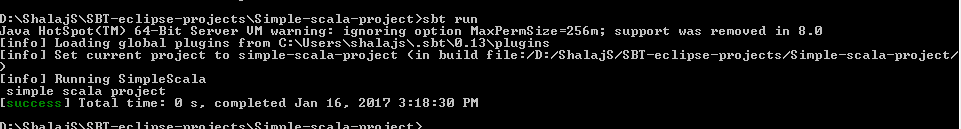 D:\ShalajS\SBT-eclipse-projects\Simple-scala-project>sbt run
Java HotSpot(TM) 64-Bit Server VM warning: ignoring option MaxPermSize=256m; support was removed in 8.0
[info] Loading global plugins from C:\Users\shalajs\.sbt\0.13\plugins
[info] Set current project to simple-scala-project (in build file:/D:/ShalajS/SBT-eclipse-projects/Simple-scala-project/
)
[info] Running SimpleScala
 simple scala project
[success] Total time: 0 s, completed Jan 16, 2017 3:18:30 PM
D:\ShalajS\SBT-eclipse-projects\Simple-scala-project>